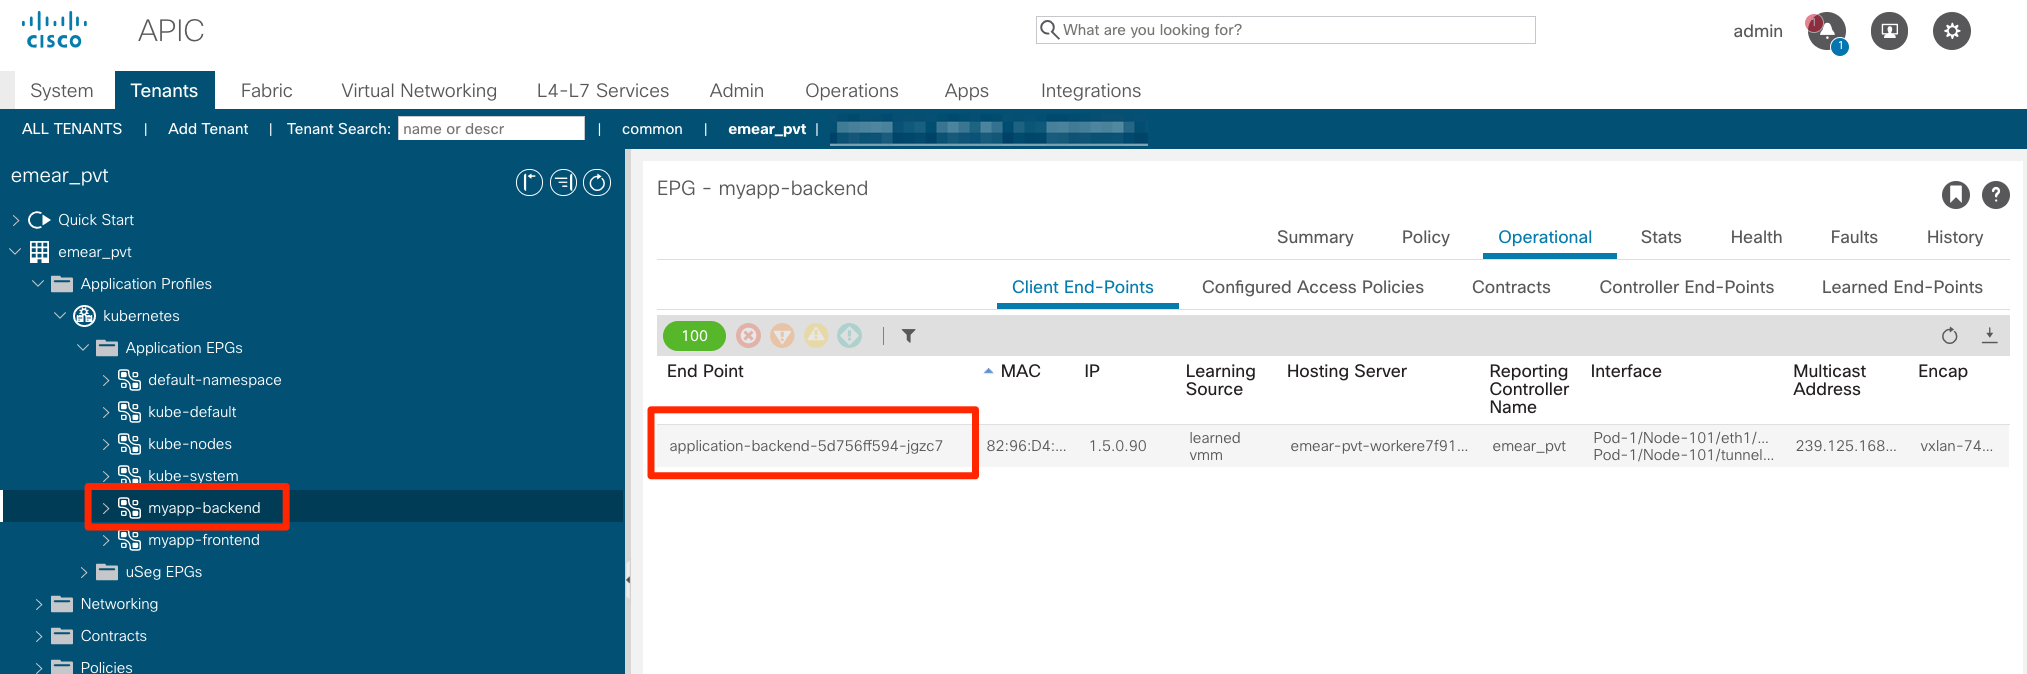 CISCO APIC What are you looking for? admin 1 1
System Tenants Fabric Virtual Networking L4-L7 Services Admin Operations Apps Integrations
ALL TENANTS | Add Tenant | Tenant Search: name or descr | common | emear_pvt |
emear_pvt
Quick Start
emear_pvt
Application Profiles
kubernetes
Application EPGs
default-namespace
kube-default
kube-nodes
kube-system
myapp-backend
myapp-frontend
uSeg EPGs
Networking
Contracts
Policies
EPG - myapp-backend
Summary Policy Operational Stats Health Faults History
Client End-Points Configured Access Policies Contracts Controller End-Points Learned End-Points
100
End Point MAC IP Learning Source Hosting Server Reporting Controller Name Interface Multicast Address Encap
application-backend-5d756ff594-jgzc7 82:96:D4:... 1.5.0.90 learned vmm emear-pvt-workere7f91... emear_pvt Pod-1/Node-101/eth1/... Pod-1/Node-101/tunnel... 239.125.168... vxlan-74...